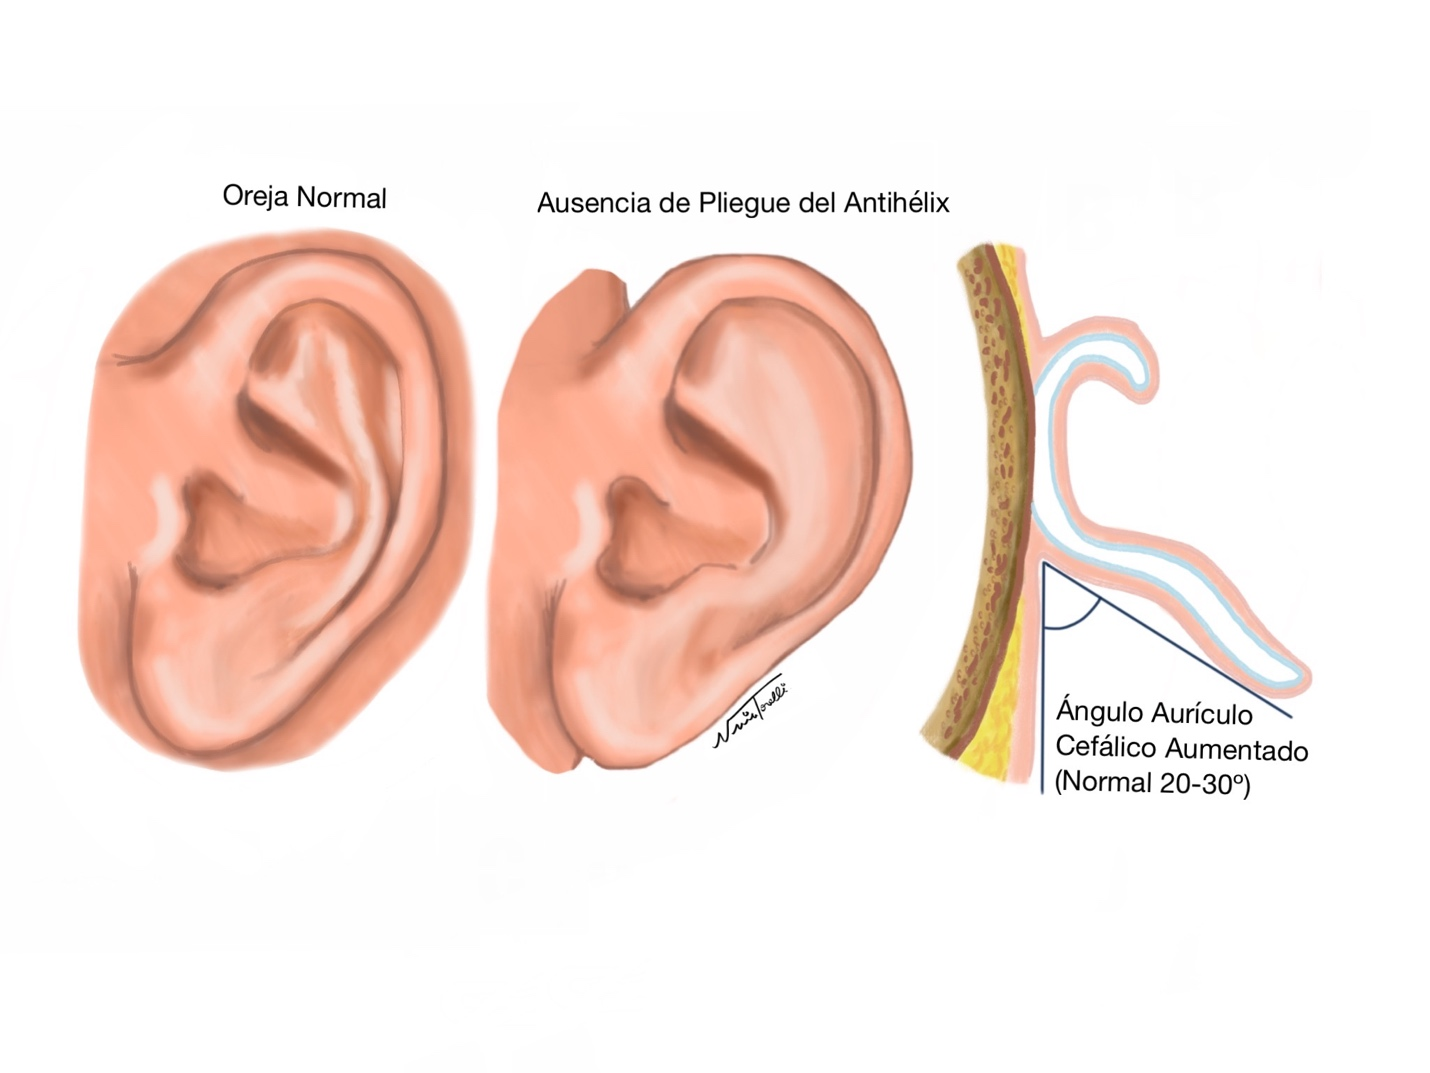 Oreja Normal
Ausencia de Pliegue del Antihélix
Ángulo Aurículo
Cefálico Aumentado
(Normal 20-30º)